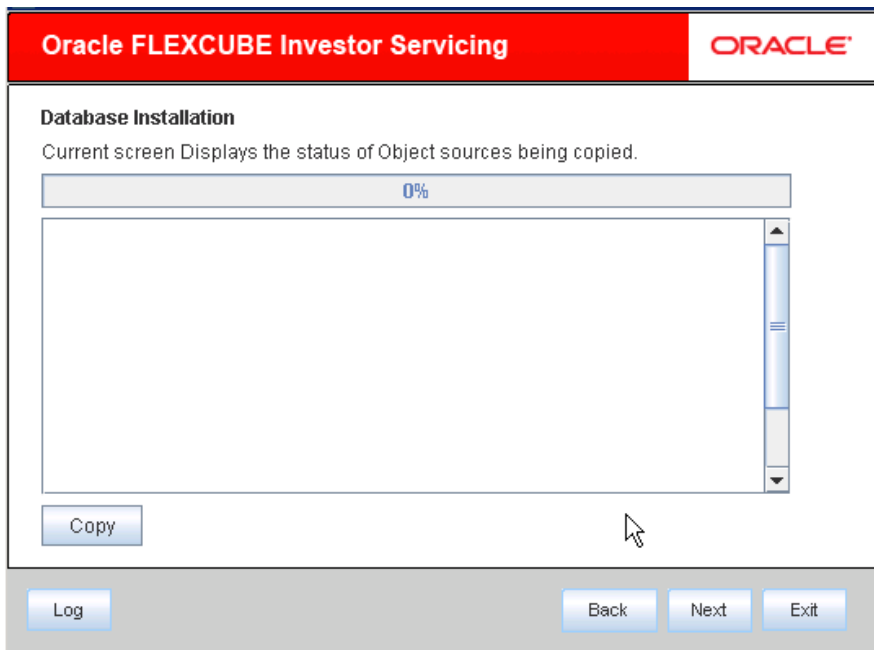 Oracle FLEXCUBE Investor Servicing
ORACLE'
Database Installation
Current screen Displays the status of Object sources being copied.
0%
Copy
Log
Back
Next
Exit